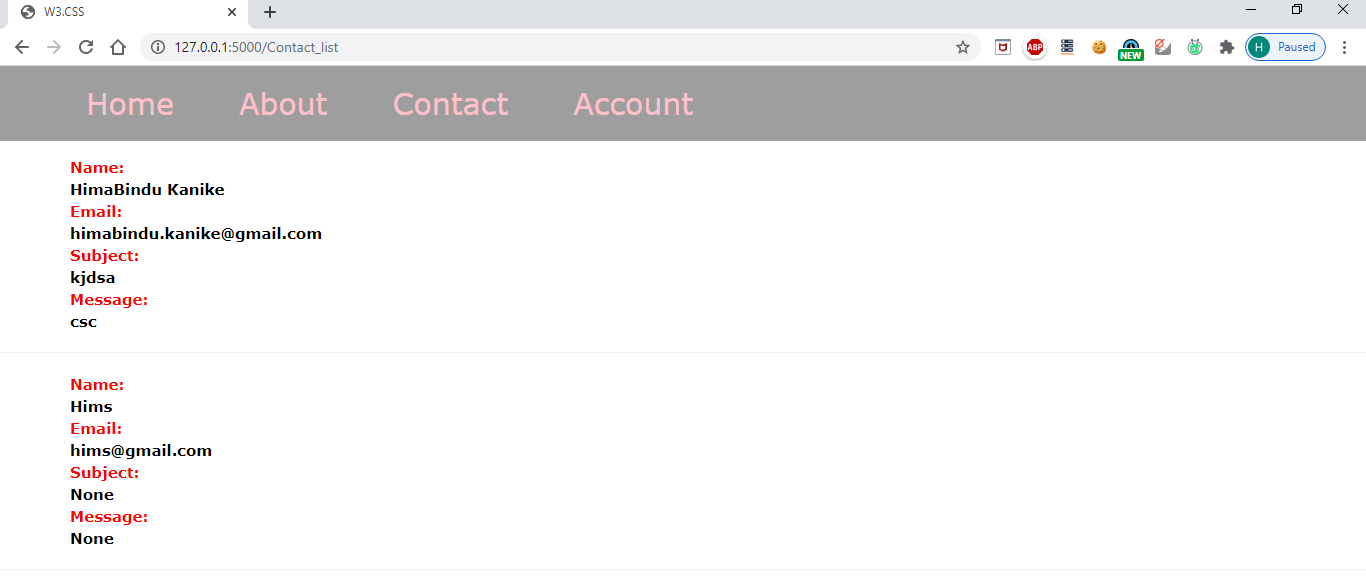 W3.CSS
127.0.0.1:5000/Contact_list
ABP
NEW
H Paused
Home About Contact Account
Name:
HimaBindu Kanike
Email:
himabindu.kanike@gmail.com
Subject:
kjdsa
Message:
csc
Name:
Hims
Email:
hims@gmail.com
Subject:
None
Message:
None